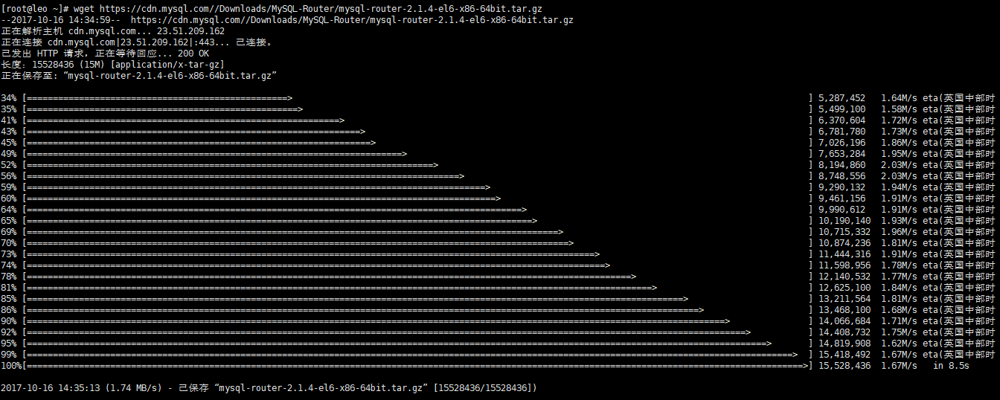 [root@leo ~]# wget https://cdn.mysql.com//Downloads/MySQL-Router/mysql-router-2.1.4-el6-x86-64bit.tar.gz
--2017-10-16 14:34:59--  https://cdn.mysql.com//Downloads/MySQL-Router/mysql-router-2.1.4-el6-x86-64bit.tar.gz
正在解析主机 cdn.mysql.com... 23.51.209.162
正在连接 cdn.mysql.com|23.51.209.162|:443... 已连接。
已发出 HTTP 请求，正在等待回应... 200 OK
长度：15528436 (15M) [application/x-tar-gz]
正在保存至: “mysql-router-2.1.4-el6-x86-64bit.tar.gz”
34% [=====> ] 5,287,452 1.64M/s eta(英国中部时
35% [=====> ] 5,499,100 1.58M/s eta(英国中部时
41% [=====> ] 6,370,604 1.72M/s eta(英国中部时
43% [=====> ] 6,781,780 1.73M/s eta(英国中部时
45% [=====> ] 7,026,196 1.86M/s eta(英国中部时
49% [=====> ] 7,653,284 1.95M/s eta(英国中部时
52% [=====> ] 8,194,860 2.03M/s eta(英国中部时
56% [=====> ] 8,748,556 2.03M/s eta(英国中部时
59% [=====> ] 9,290,132 1.94M/s eta(英国中部时
60% [=====> ] 9,461,156 1.91M/s eta(英国中部时
64% [=====> ] 9,990,612 1.91M/s eta(英国中部时
65% [=====> ] 10,190,140 1.93M/s eta(英国中部时
69% [=====> ] 10,715,332 1.96M/s eta(英国中部时
70% [=====> ] 10,874,236 1.81M/s eta(英国中部时
73% [=====> ] 11,444,316 1.91M/s eta(英国中部时
74% [=====> ] 11,598,956 1.78M/s eta(英国中部时
78% [=====> ] 12,140,532 1.77M/s eta(英国中部时
81% [=====> ] 12,625,100 1.84M/s eta(英国中部时
85% [=====> ] 13,211,564 1.81M/s eta(英国中部时
86% [=====> ] 13,468,100 1.68M/s eta(英国中部时
90% [=====> ] 14,066,684 1.71M/s eta(英国中部时
92% [=====> ] 14,408,732 1.75M/s eta(英国中部时
95% [=====> ] 14,819,908 1.62M/s eta(英国中部时
99% [=====> ] 15,418,492 1.67M/s eta(英国中部时
100%[=====>] 15,528,436 1.67M/s in 8.5s
2017-10-16 14:35:13 (1.74 MB/s) - 己保存 “mysql-router-2.1.4-el6-x86-64bit.tar.gz” [15528436/15528436])